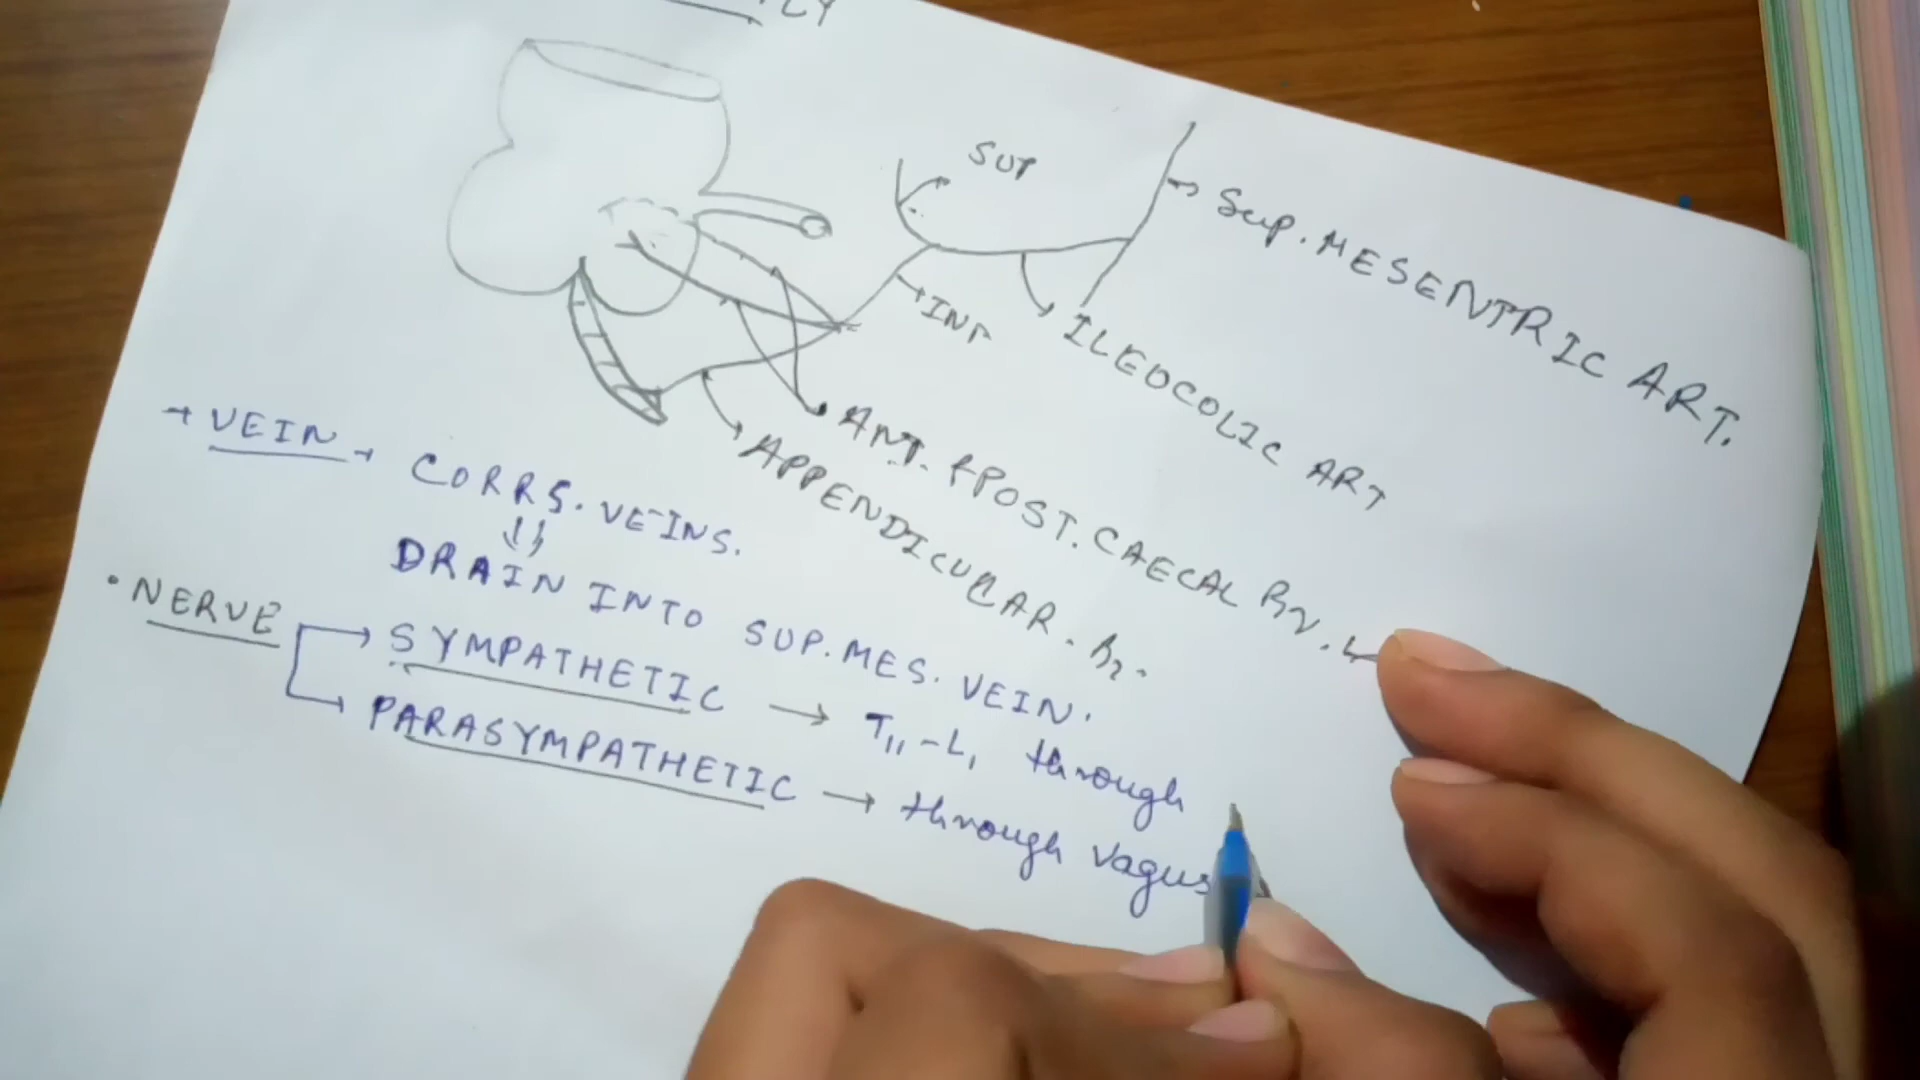 LY
SUP
Sup. MESENTRIC ART.
INF
ILEOCOLIC ART
ANT. & POST. CAECAL Br.
APPENDICULAR. Br.
VEIN → CORRS. VEINS.
DRAIN INTO SUP. MES. VEIN.
• NERVE
SYMPATHETIC → T11-L1 through
PARASYMPATHETIC → through vagus